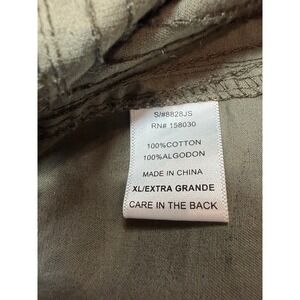 S/#8828JS
RN# 158030
100%COTTON
100%ALGODON
MADE IN CHINA
XL/EXTRA GRANDE
CARE IN THE BACK